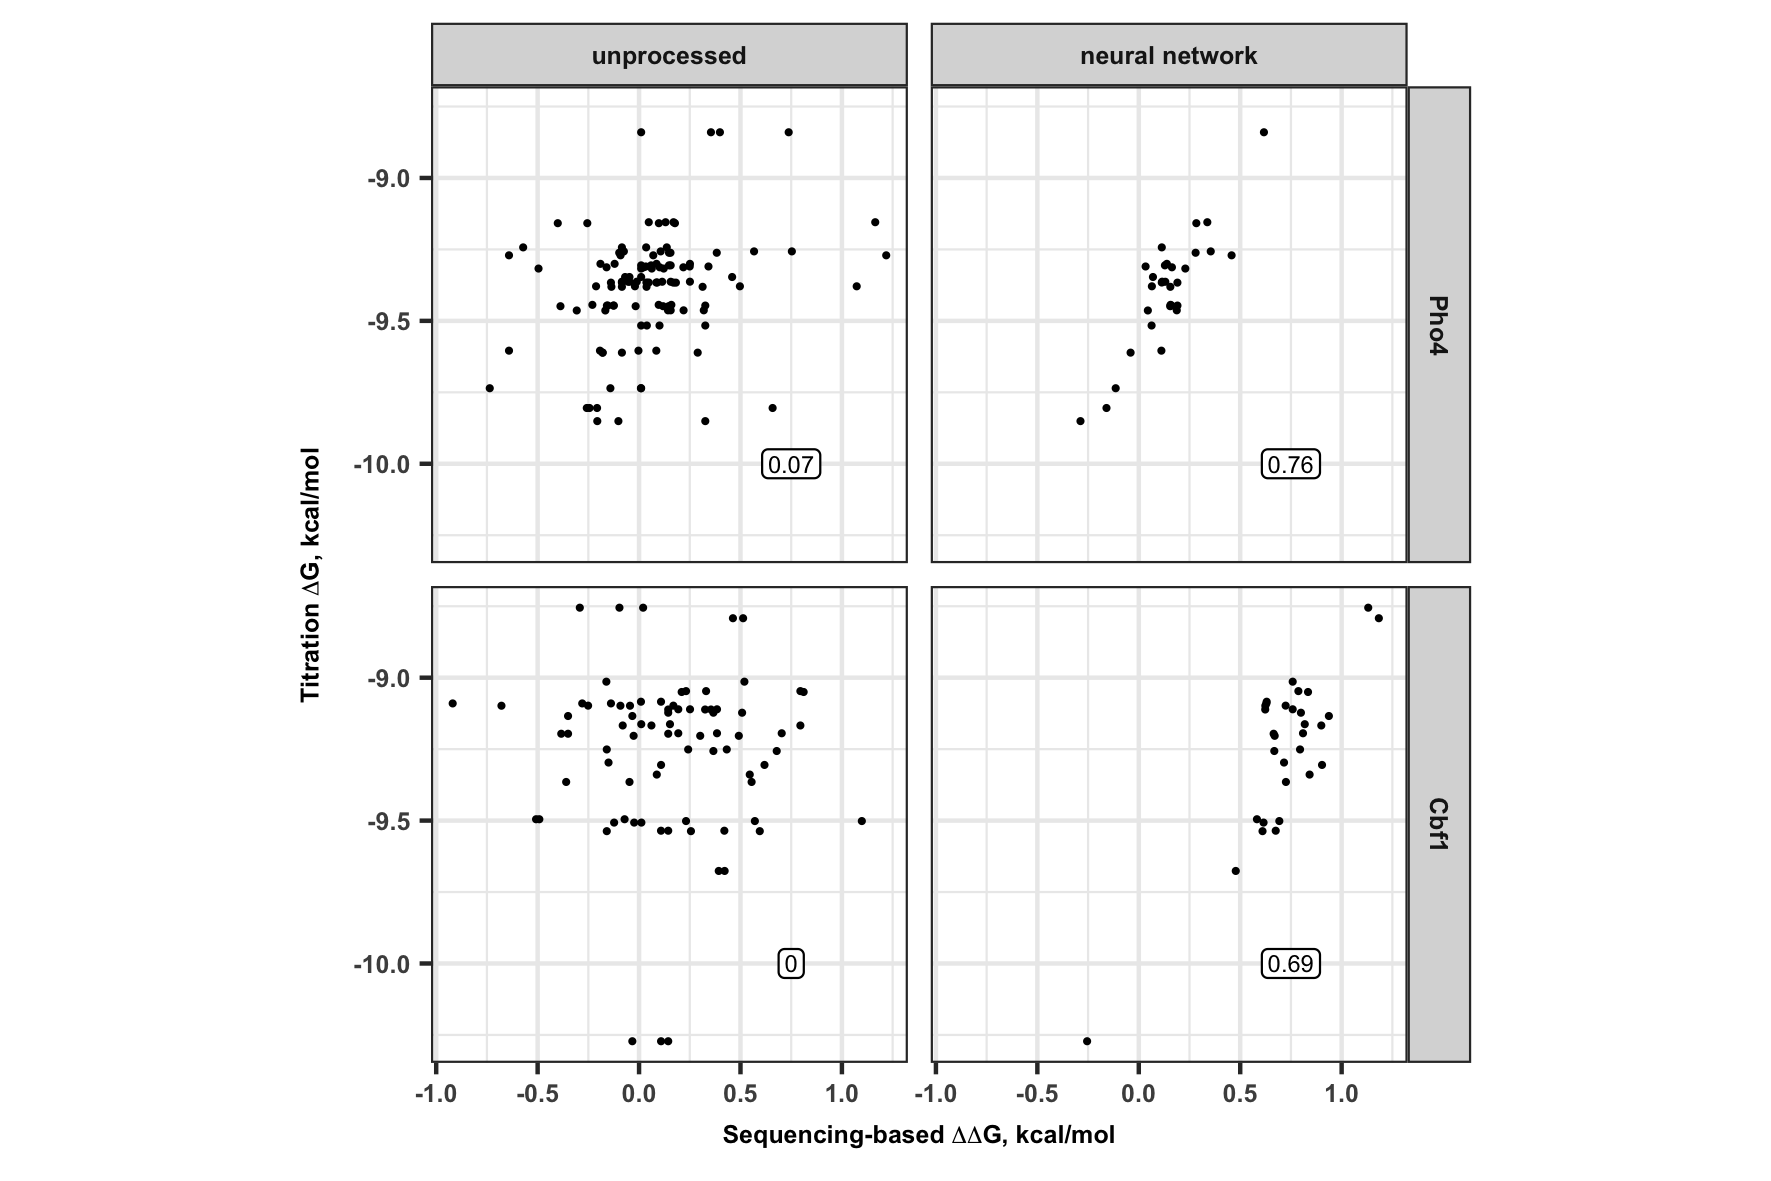 unprocessed
neural network
Titration ΔG, kcal/mol
-9.0
-9.5
-10.0
0.07
0.76
Pho4
-9.0
-9.5
-10.0
0
0.69
Cbf1
-1.0 -0.5 0.0 0.5 1.0
-1.0 -0.5 0.0 0.5 1.0
Sequencing-based ΔΔG, kcal/mol